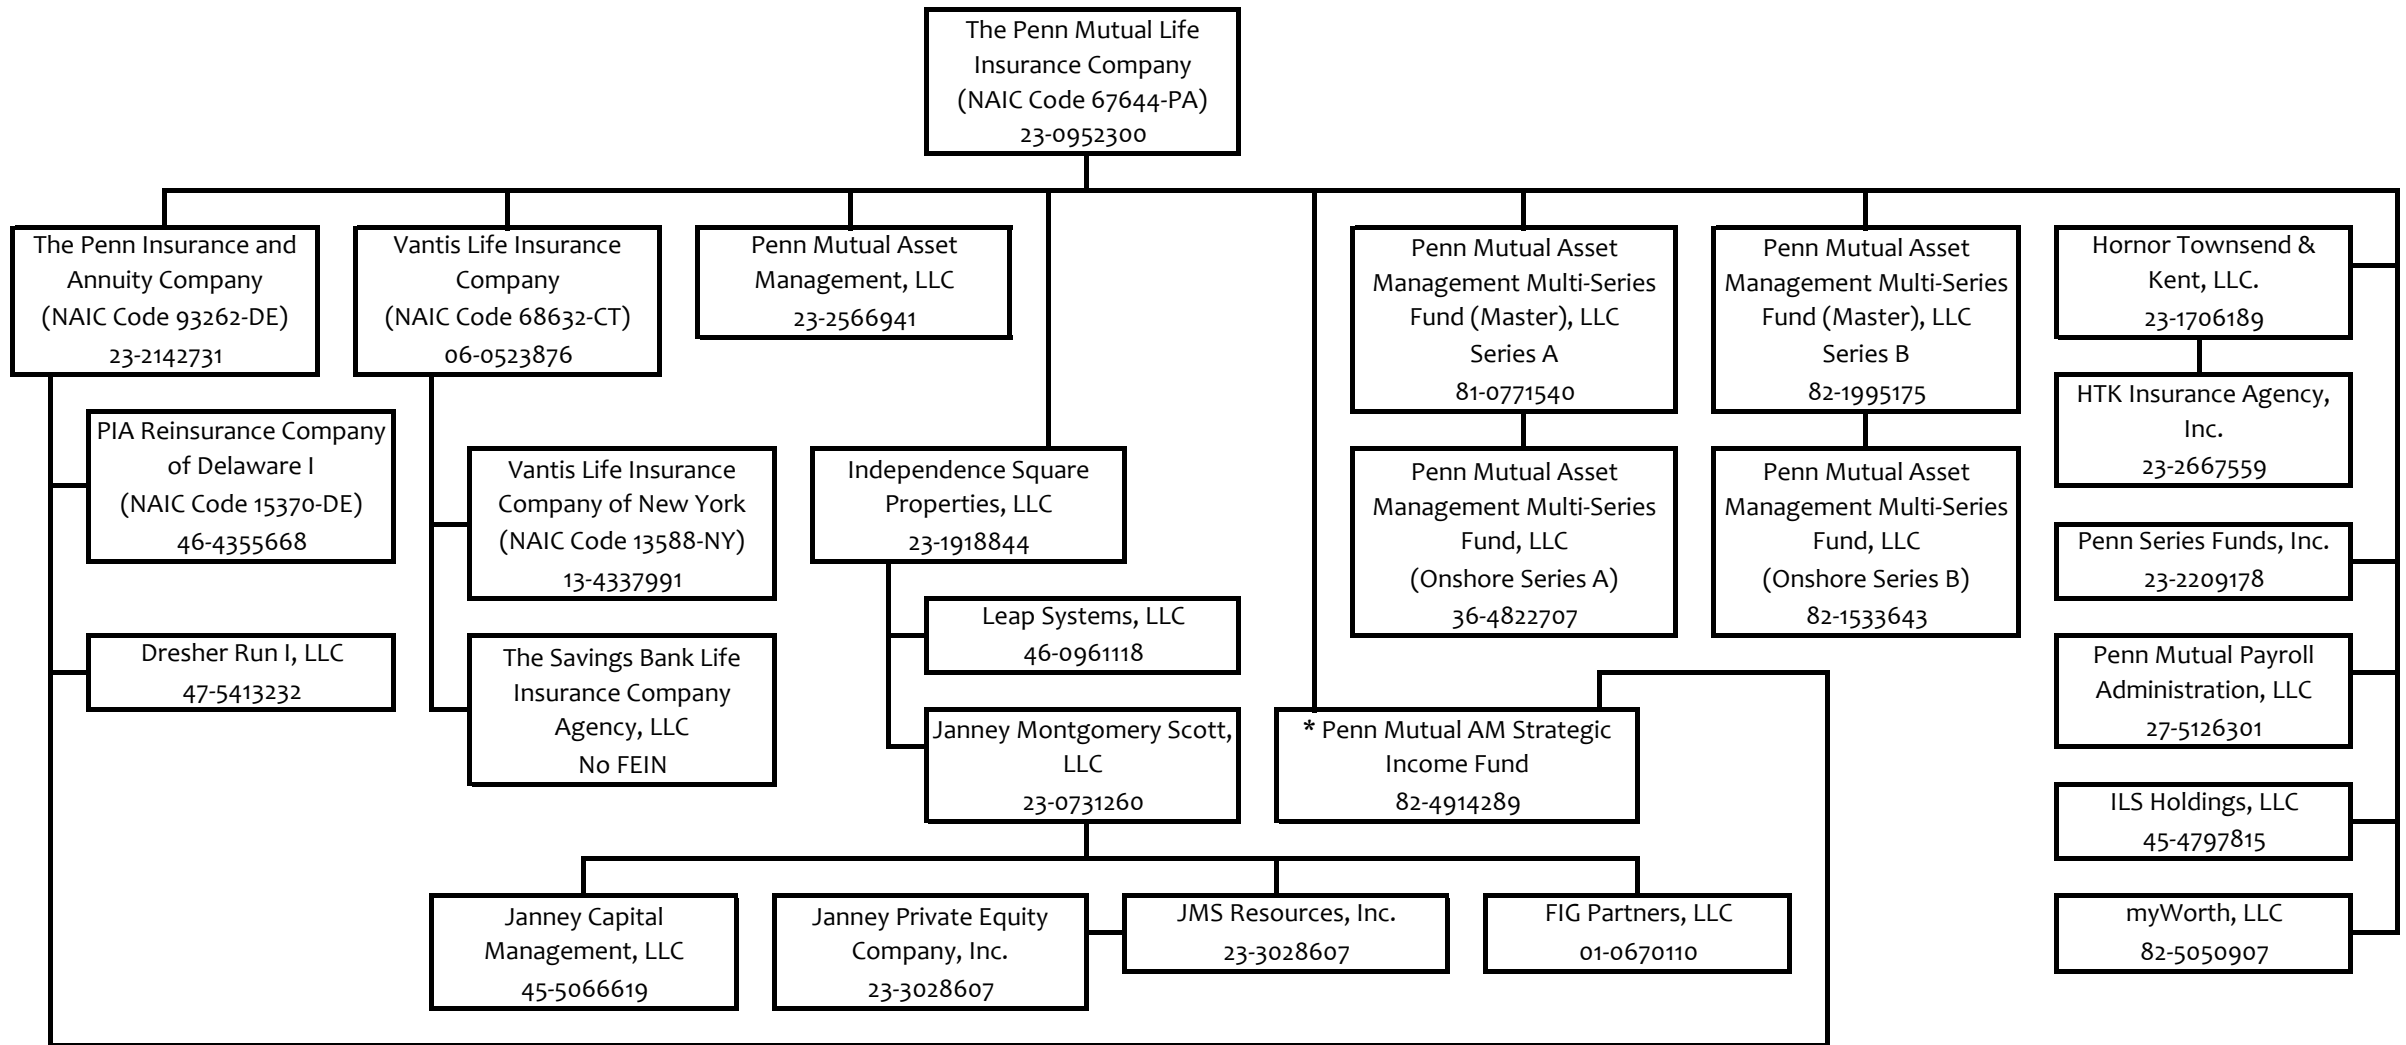 The Penn Mutual Life
Insurance Company
(NAIC Code 67644-PA)
23-0952300
The Penn Insurance and
Annuity Company
(NAIC Code 93262-DE)
23-2142731
Vantis Life Insurance
Company
(NAIC Code 68632-CT)
06-0523876
Penn Mutual Asset
Management, LLC
23-2566941
Penn Mutual Asset
Management Multi-Series
Fund (Master), LLC
Series A
81-0771540
Penn Mutual Asset
Management Multi-Series
Fund (Master), LLC
Series B
82-1995175
Hornor Townsend &
Kent, LLC.
23-1706189
HTK Insurance Agency,
Inc.
23-2667559
PIA Reinsurance Company
of Delaware I
(NAIC Code 15370-DE)
46-4355668
Vantis Life Insurance
Company of New York
(NAIC Code 13588-NY)
13-4337991
Independence Square
Properties, LLC
23-1918844
Penn Mutual Asset
Management Multi-Series
Fund, LLC
(Onshore Series A)
36-4822707
Penn Mutual Asset
Management Multi-Series
Fund, LLC
(Onshore Series B)
82-1533643
Penn Series Funds, Inc.
23-2209178
Leap Systems, LLC
46-0961118
Dresher Run I, LLC
47-5413232
The Savings Bank Life
Insurance Company
Agency, LLC
No FEIN
Penn Mutual Payroll
Administration, LLC
27-5126301
Janney Montgomery Scott,
LLC
23-0731260
* Penn Mutual AM Strategic
Income Fund
82-4914289
ILS Holdings, LLC
45-4797815
Janney Capital
Management, LLC
45-5066619
Janney Private Equity
Company, Inc.
23-3028607
JMS Resources, Inc.
23-3028607
FIG Partners, LLC
01-0670110
myWorth, LLC
82-5050907